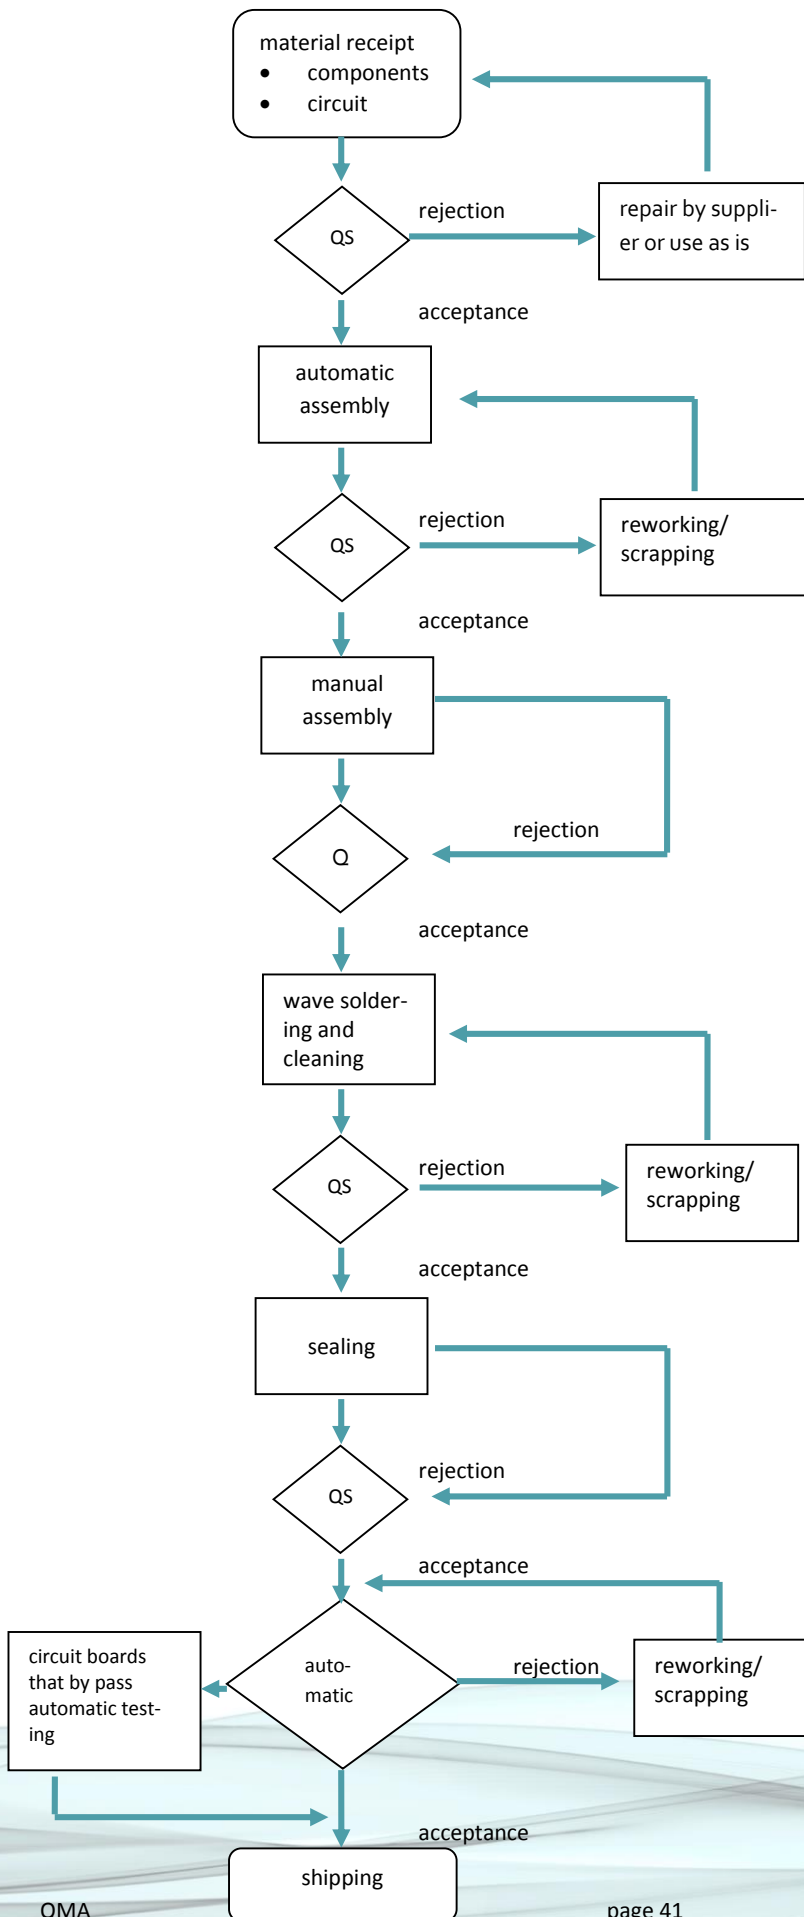 material receipt
• components
• circuit
QS
rejection
repair by suppli-
er or use as is
acceptance
automatic
assembly
QS
rejection
reworking/
scrapping
acceptance
manual
assembly
Q
rejection
acceptance
wave solder-
ing and
cleaning
QS
rejection
reworking/
scrapping
acceptance
sealing
QS
rejection
acceptance
circuit boards
that by pass
automatic test-
ing
auto-
matic
rejection
reworking/
scrapping
acceptance
shipping
QMA
page 41